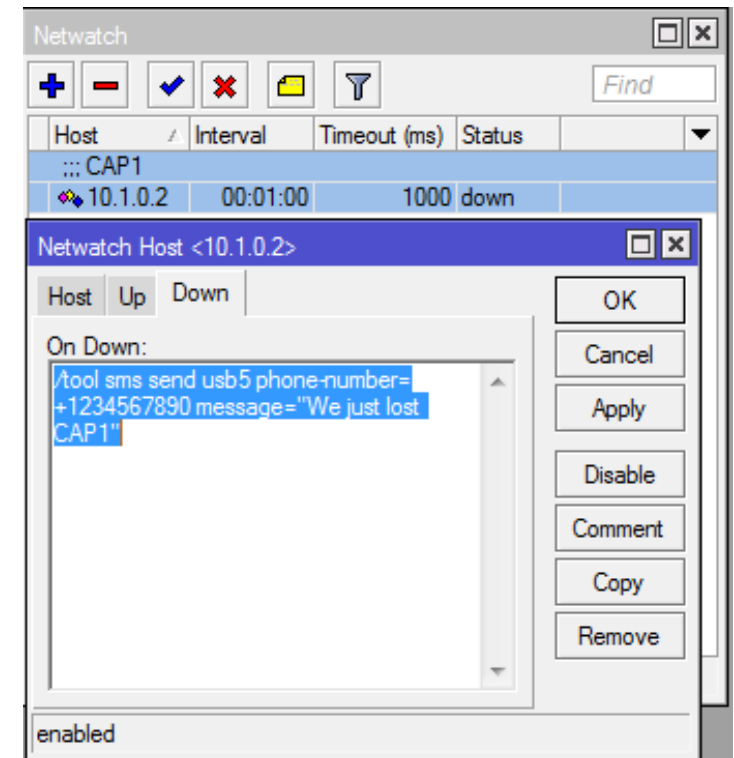 Netwatch
Find
Host Interval Timeout (ms) Status
;;; CAP1
10.1.0.2 00:01:00 1000 down
Netwatch Host <10.1.0.2>
Host Up Down
OK
On Down:
Cancel
/tool sms send usb5 phone-number=
+1234567890 message="We just lost
CAP1"
Apply
Disable
Comment
Copy
Remove
enabled